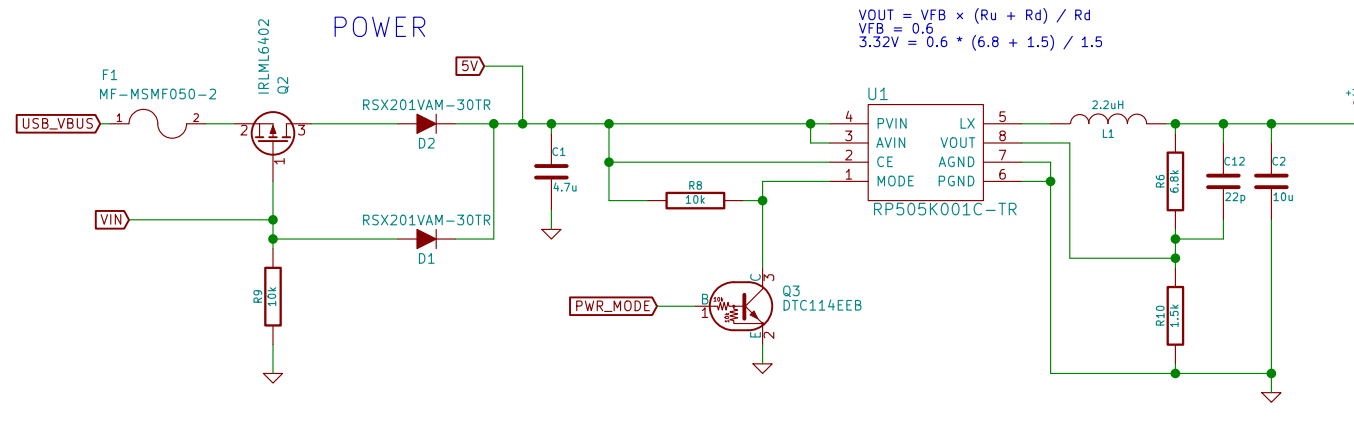 POWER
VOUT = VFB × (Ru + Rd) / Rd
VFB = 0.6
3.32V = 0.6 * (6.8 + 1.5) / 1.5
F1
MF-MSMF050-2
USB_VBUS
1
2
IRLML6402
Q2
2
3
1
RSX201VAM-30TR
D2
5V
VIN
RSX201VAM-30TR
D1
R9
10k
C1
4.7u
R8
10k
U1
4 PVIN LX 5
3 AVIN VOUT 8
2 CE AGND 7
1 MODE PGND 6
RP505K001C-TR
2.2uH
L1
R6
6.8k
C12
22p
C2
10u
R10
1.5k
PWR_MODE
B
1
10k
10k
C
3
E
2
Q3
DTC114EEB